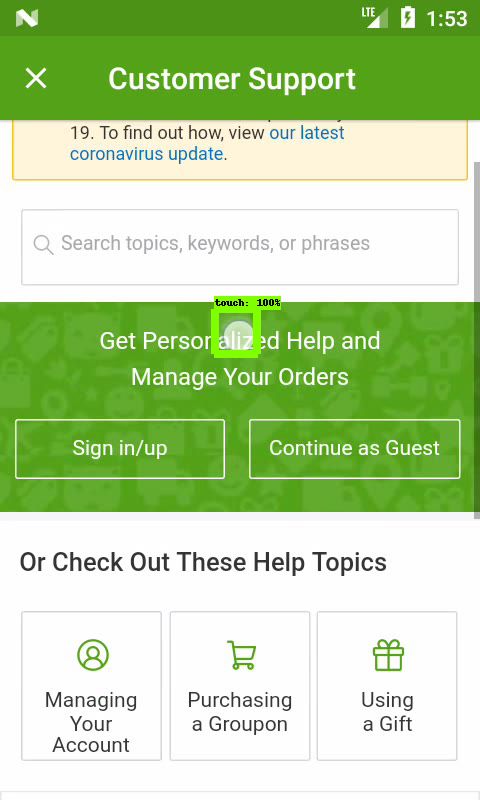 LTE
1:53
Customer Support
19. To find out how, view our latest
coronavirus update.
Search topics, keywords, or phrases
touch: 100%
Get Personalized Help and
Manage Your Orders
Sign in/up
Continue as Guest
Or Check Out These Help Topics
Managing
Your
Account
Purchasing
a Groupon
Using
a Gift